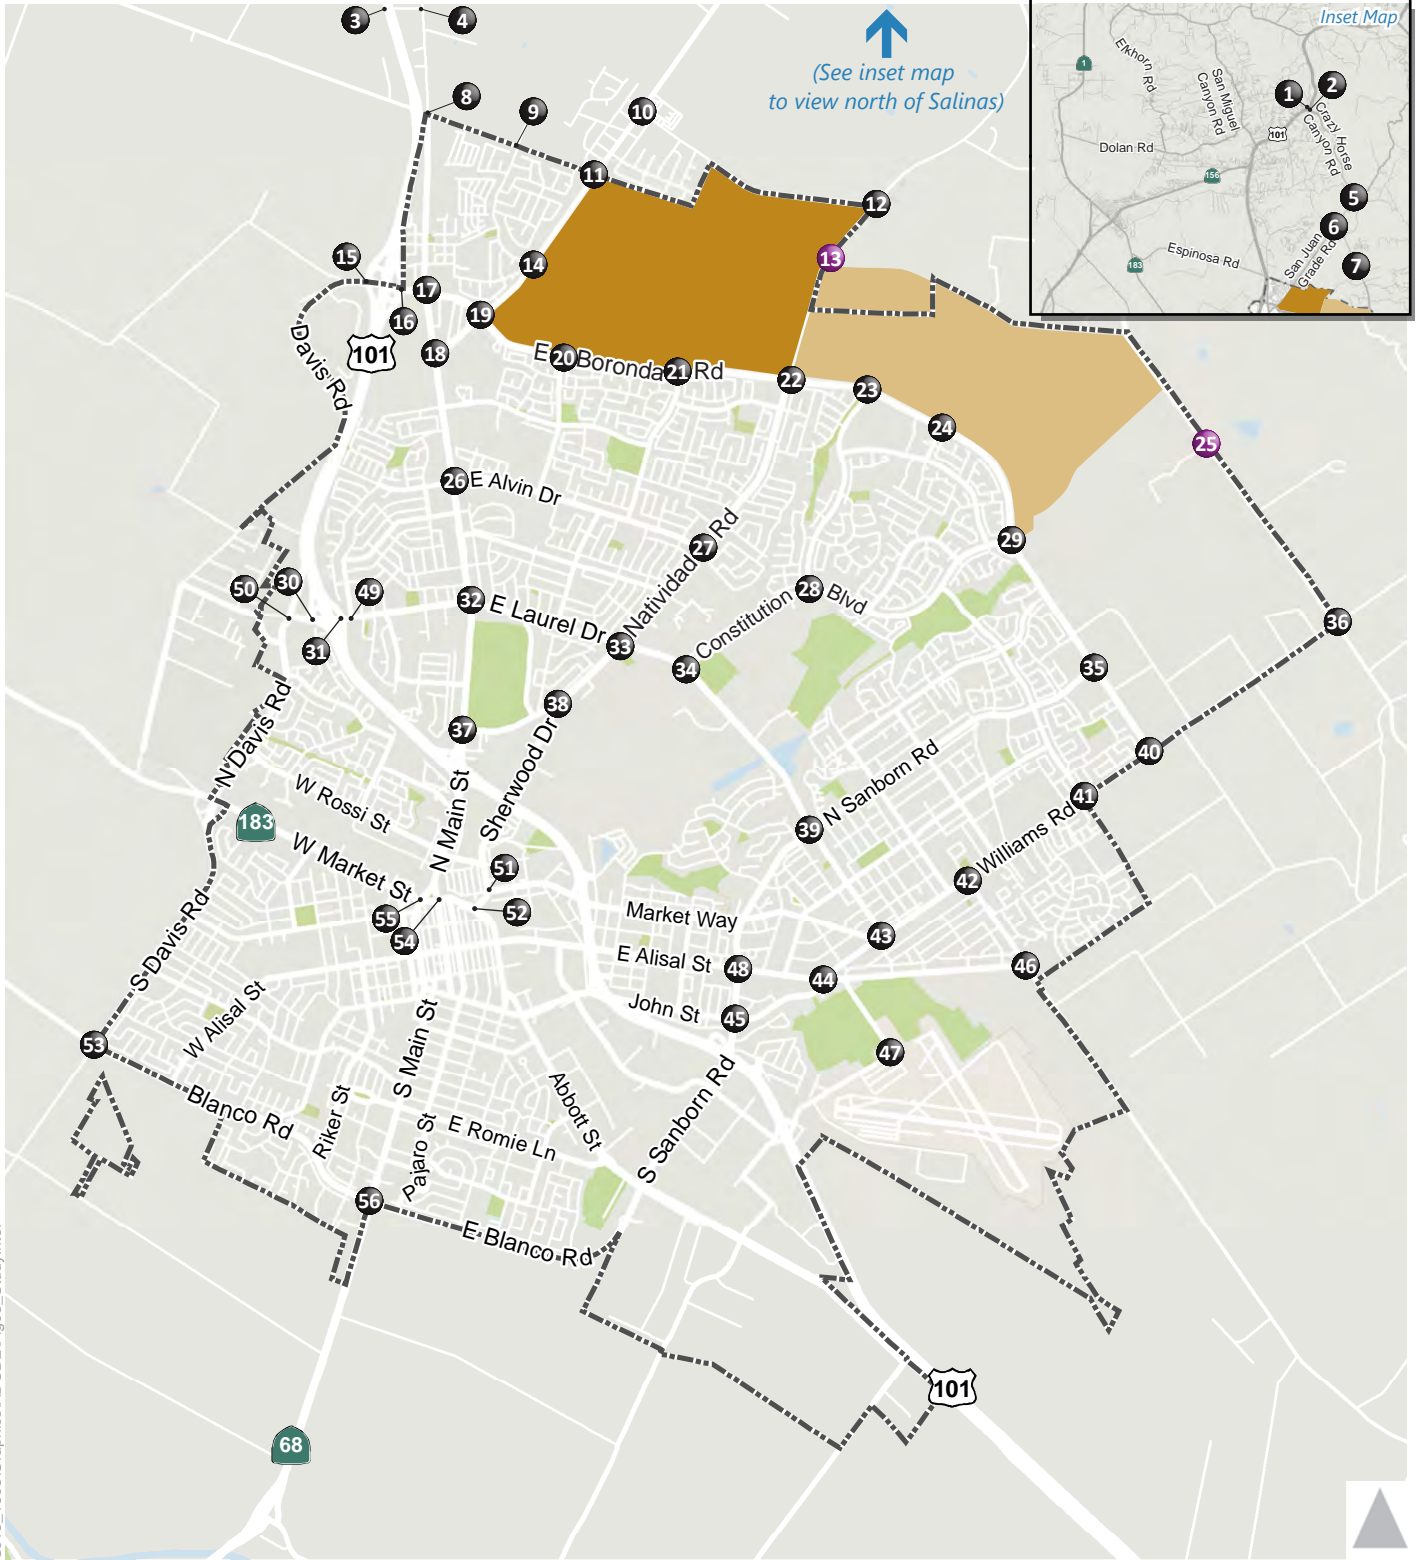 3
4
(See inset map
to view north of Salinas)
Inset Map
1
Elkhorn
Rd
San Miguel
Canyon Rd
1
2
101
Crazy Horse
Canyon Rd
Dolan Rd
156
5
6
San Juan
Grade Rd
7
Espinosa Rd
183
8
9
10
11
12
13
14
15
16
17
18
19
101
Davis Rd
E Boronda Rd
20
21
22
23
24
25
26
E Alvin Dr
27
Natividad Rd
28
Constitution Blvd
29
50
30
49
31
32
E Laurel Dr
33
34
35
36
37
38
Sherwood Dr
N Davis Rd
W Rossi St
N Main St
183
W Market St
39
N Sanborn Rd
40
41
Williams Rd
42
51
52
55
54
Market Way
43
S Davis Rd
E Alisal St
48
44
46
W Alisal St
John St
45
47
53
S Main St
Blanco Rd
Riker St
Pajaro St
E Romie Ln
Abbott St
S Sanborn Rd
56
E Blanco Rd
101
68